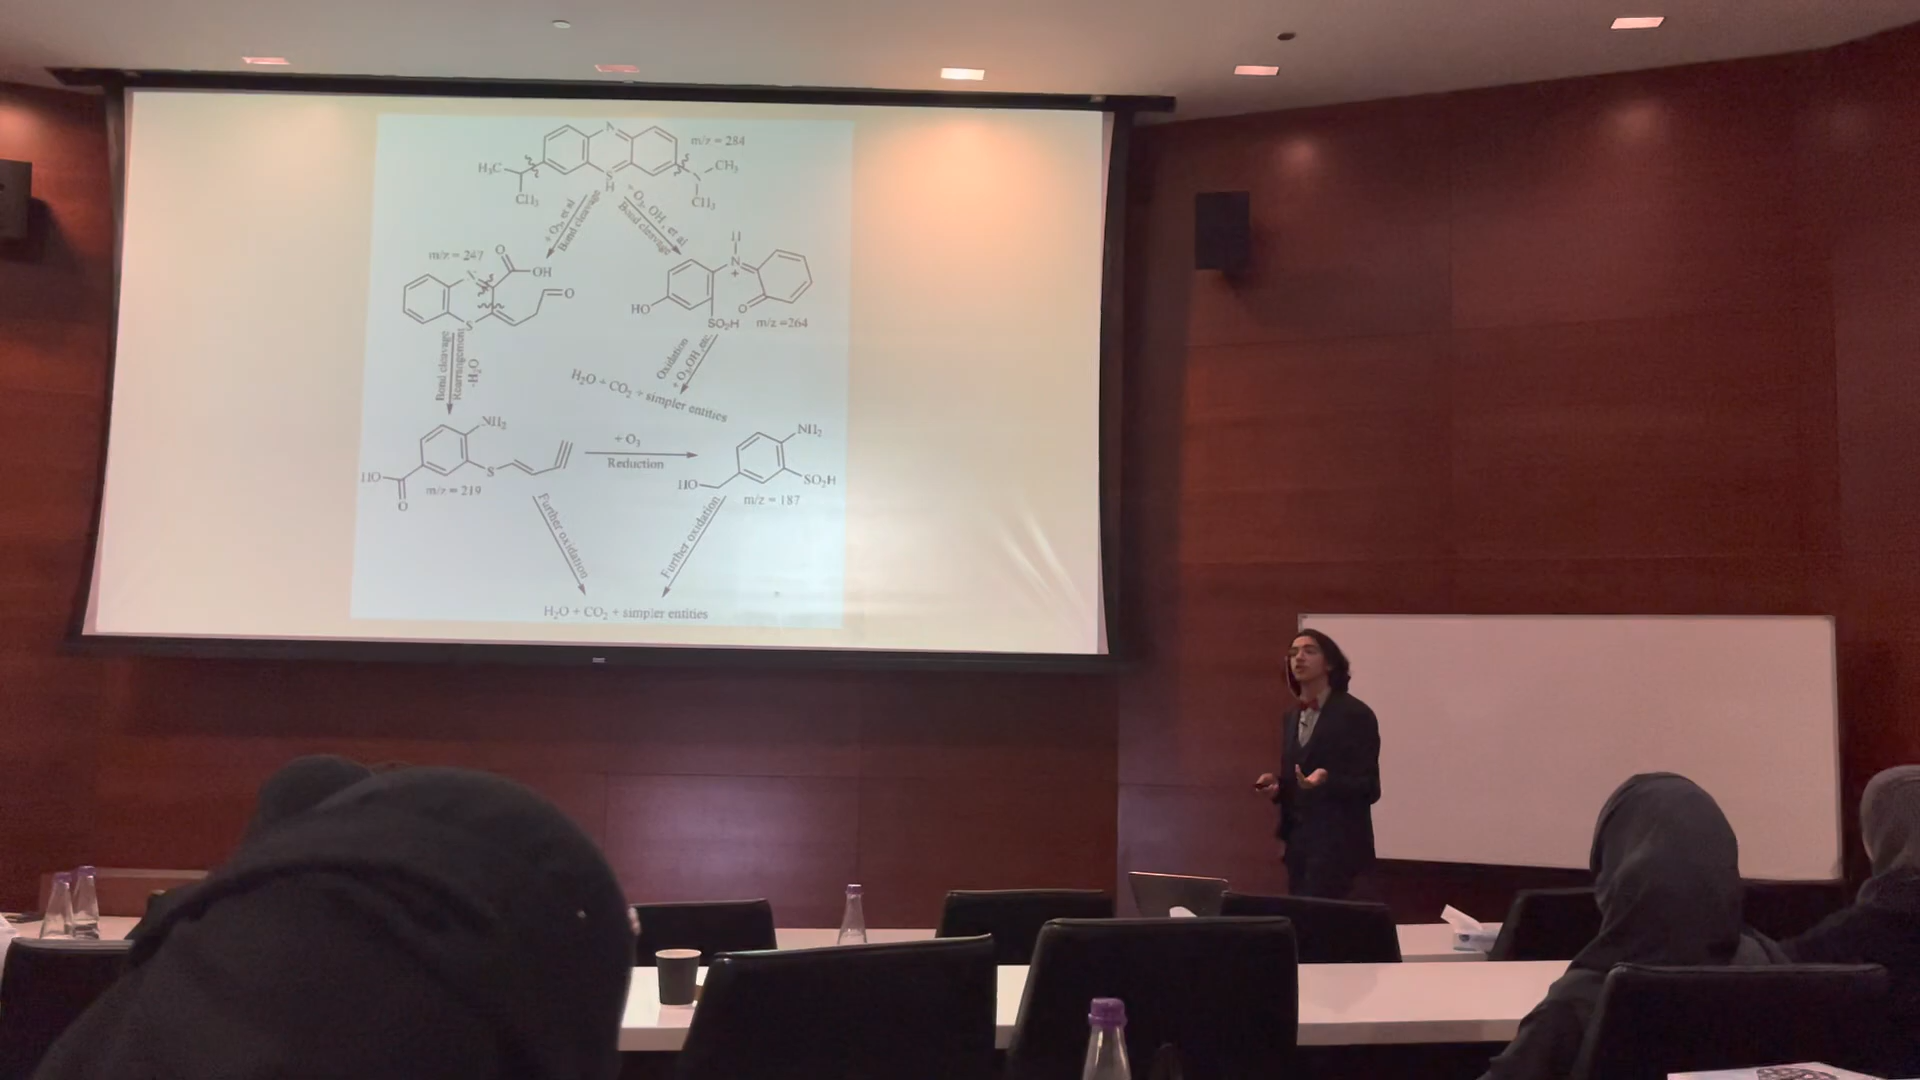 N
m/z = 284
H₃C
CH₃
S
H
CH₃
CH₃
+ O₃, et al
Bond cleavage
+ O₃, OH, et al
Bond cleavage
m/z = 247
O
OH
O
S
H
N
+
HO
O
SO₂H
m/z =264
Bond cleavage
Rearrangement
-H₂O
Oxidation
+ O₃,OH, etc.
H₂O + CO₂ + simpler entities
NH₂
S
HO
O
m/z = 219
+ O₃
Reduction
NH₂
HO
SO₂H
m/z = 187
Further oxidation
Further oxidation
H₂O + CO₂ + simpler entities